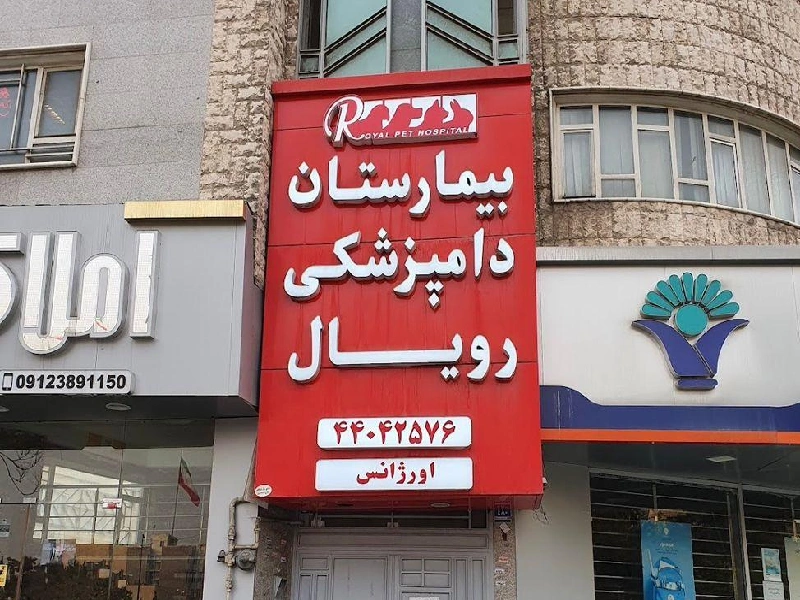 ROYAL PET HOSPITAL
بیمارستان
دامپزشکی
رویال
۴۴۰۴۲۵۷۶
اورژانس
املاک
09123891150